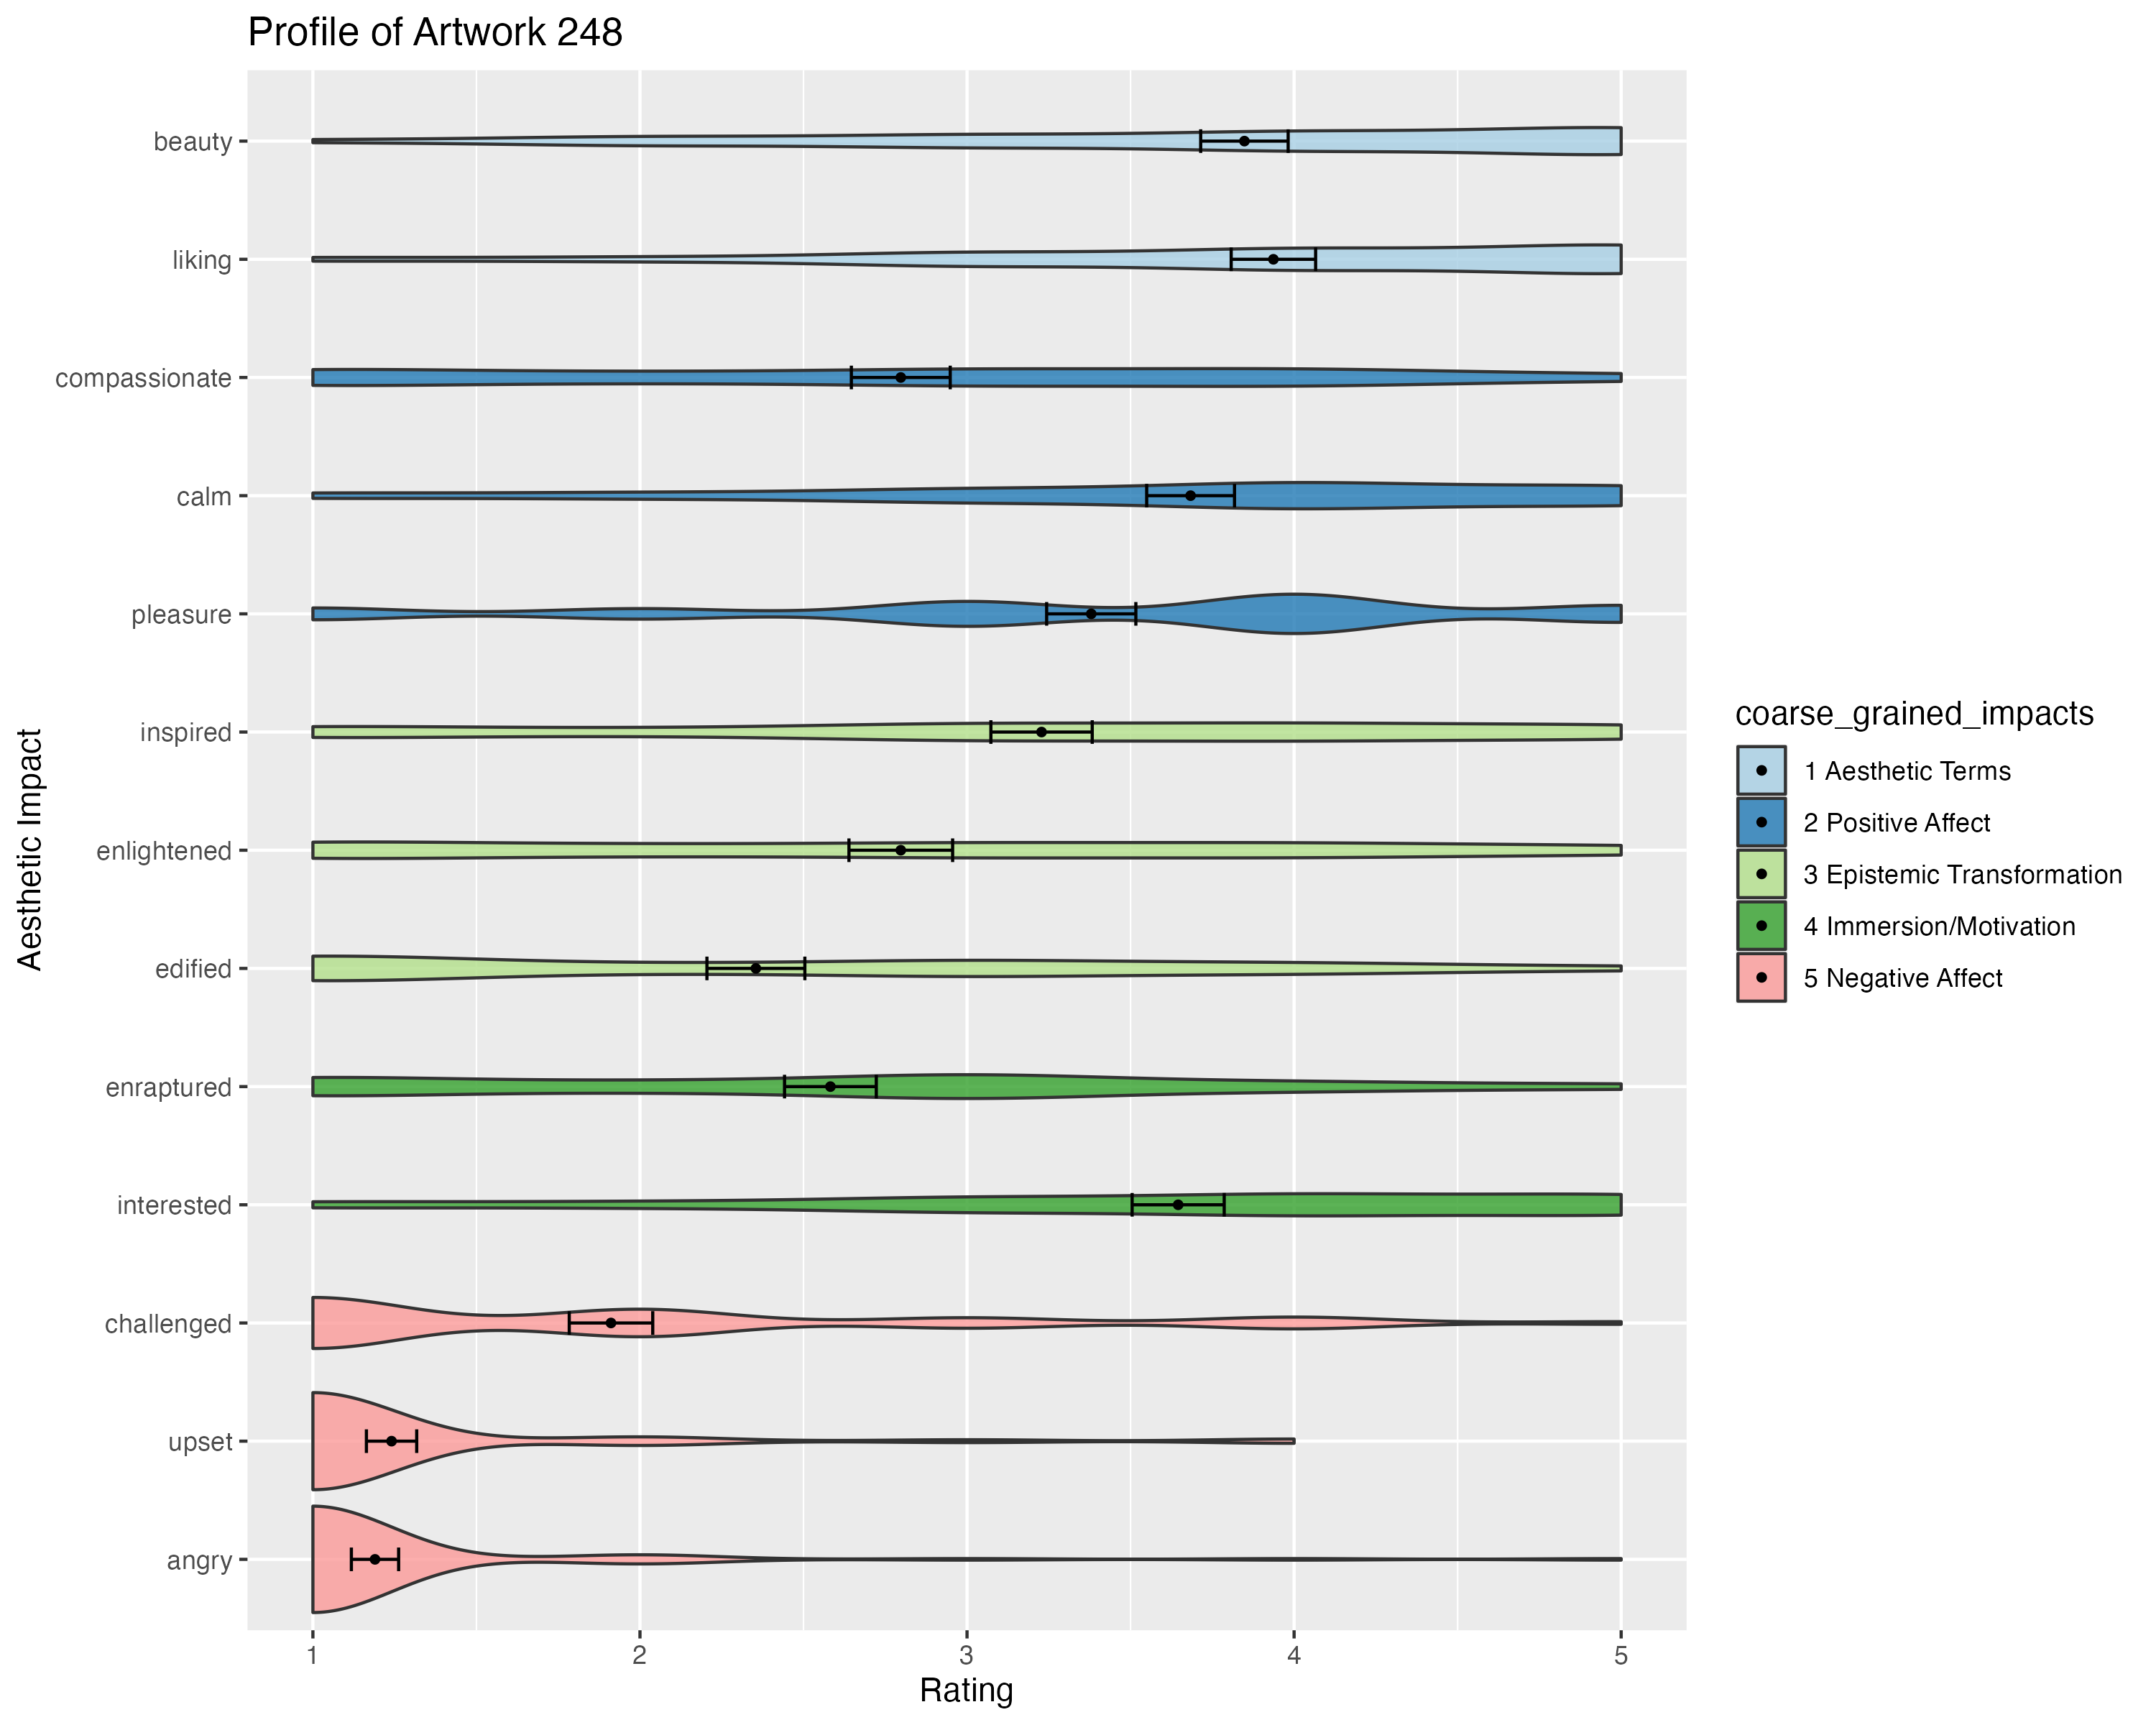 Profile of Artwork 248
beauty
liking
compassionate
calm
pleasure
inspired
enlightened
edified
enraptured
interested
challenged
upset
angry
Aesthetic Impact
1 2 3 4 5
Rating
coarse_grained_impacts
1 Aesthetic Terms
2 Positive Affect
3 Epistemic Transformation
4 Immersion/Motivation
5 Negative Affect